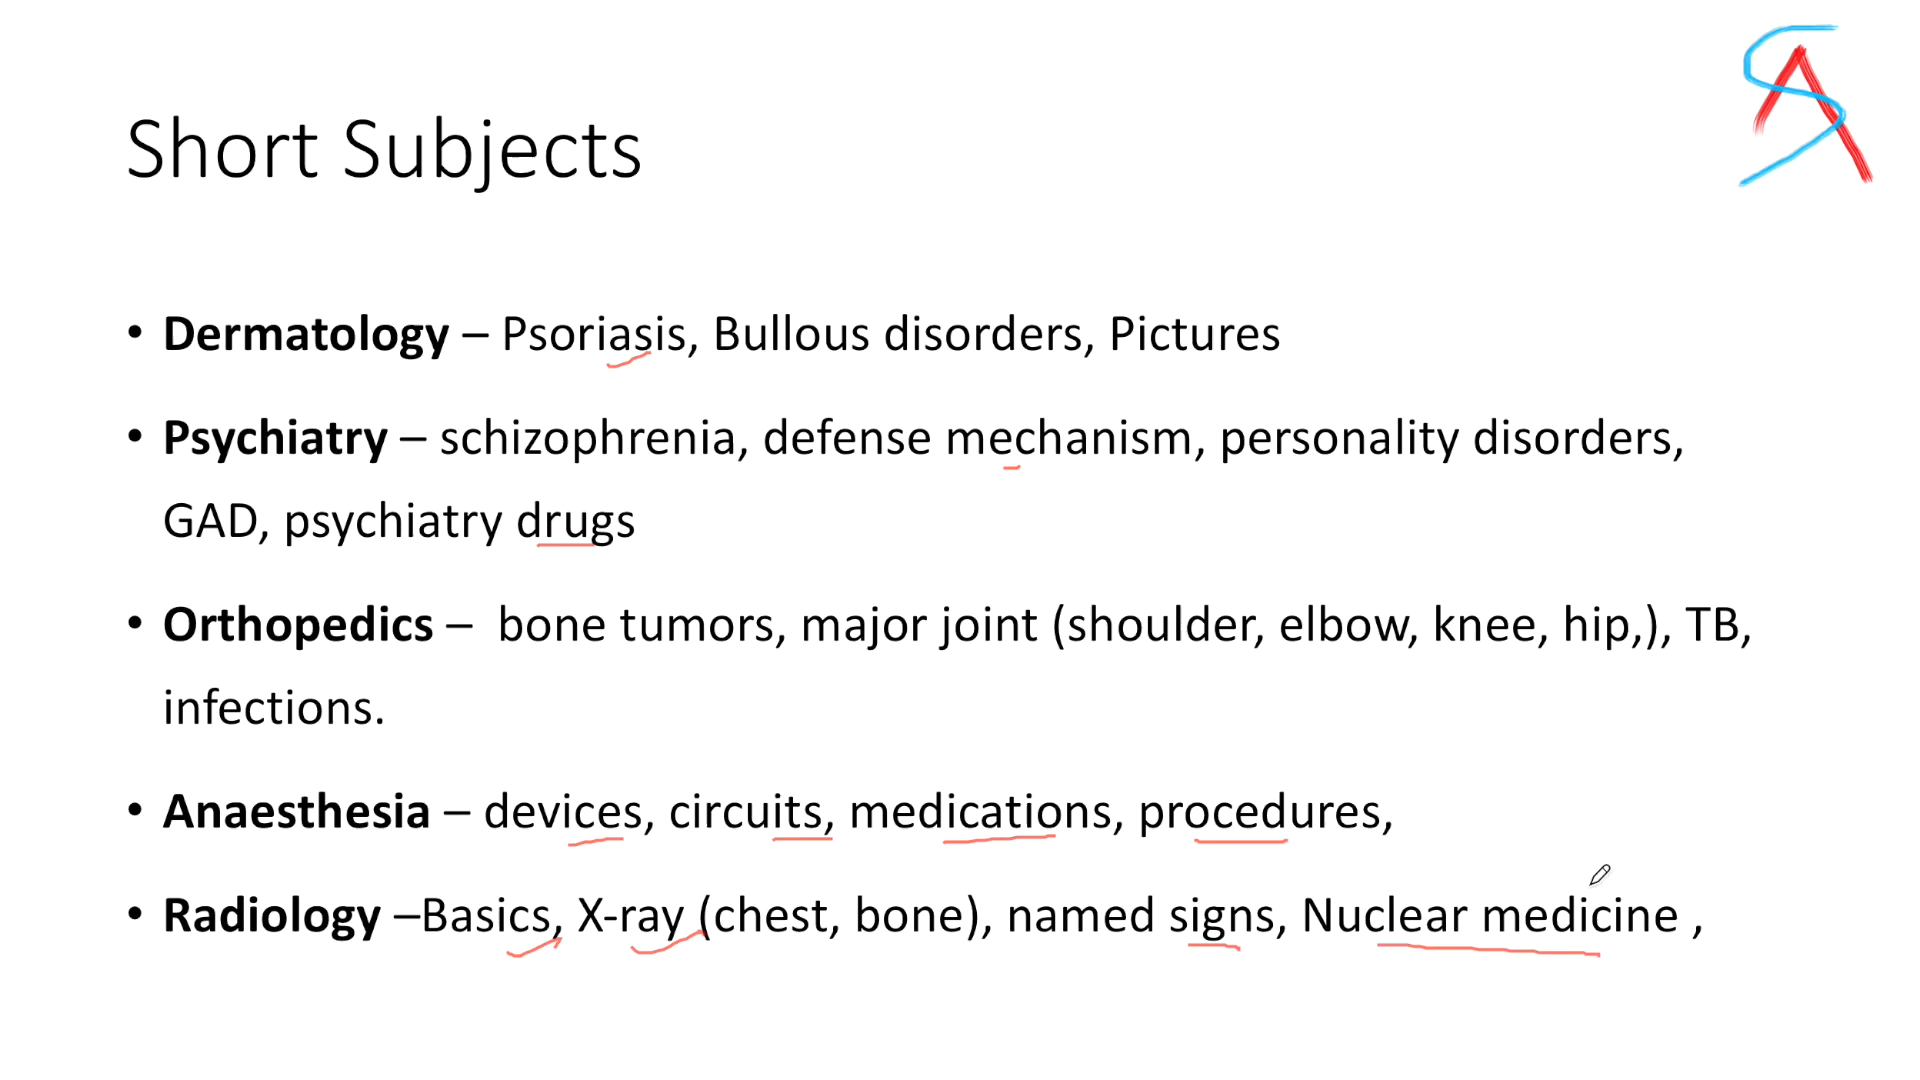 SA
Short Subjects
• Dermatology – Psoriasis, Bullous disorders, Pictures
• Psychiatry – schizophrenia, defense mechanism, personality disorders,
GAD, psychiatry drugs
• Orthopedics –  bone tumors, major joint (shoulder, elbow, knee, hip,), TB,
infections.
• Anaesthesia – devices, circuits, medications, procedures,
• Radiology –Basics, X-ray (chest, bone), named signs, Nuclear medicine ,